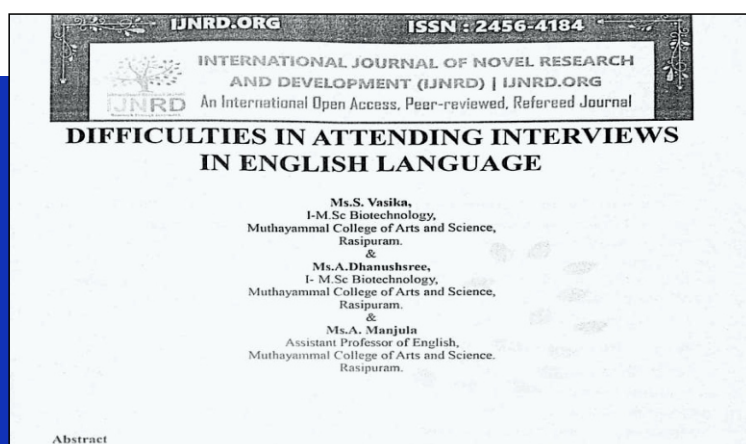 IJNRD.ORG ISSN : 2456-4184
INTERNATIONAL JOURNAL OF NOVEL RESEARCH
AND DEVELOPMENT (IJNRD) | IJNRD.ORG
IJNRD An International Open Access, Peer-reviewed, Refereed Journal
DIFFICULTIES IN ATTENDING INTERVIEWS
IN ENGLISH LANGUAGE
Ms.S. Vasika,
I-M.Sc Biotechnology,
Muthayammal College of Arts and Science,
Rasipuram.
&
Ms.A.Dhanushsree,
I- M.Sc Biotechnology,
Muthayammal College of Arts and Science,
Rasipuram.
&
Ms.A. Manjula
Assistant Professor of English,
Muthayammal College of Arts and Science.
Rasipuram.
Abstract